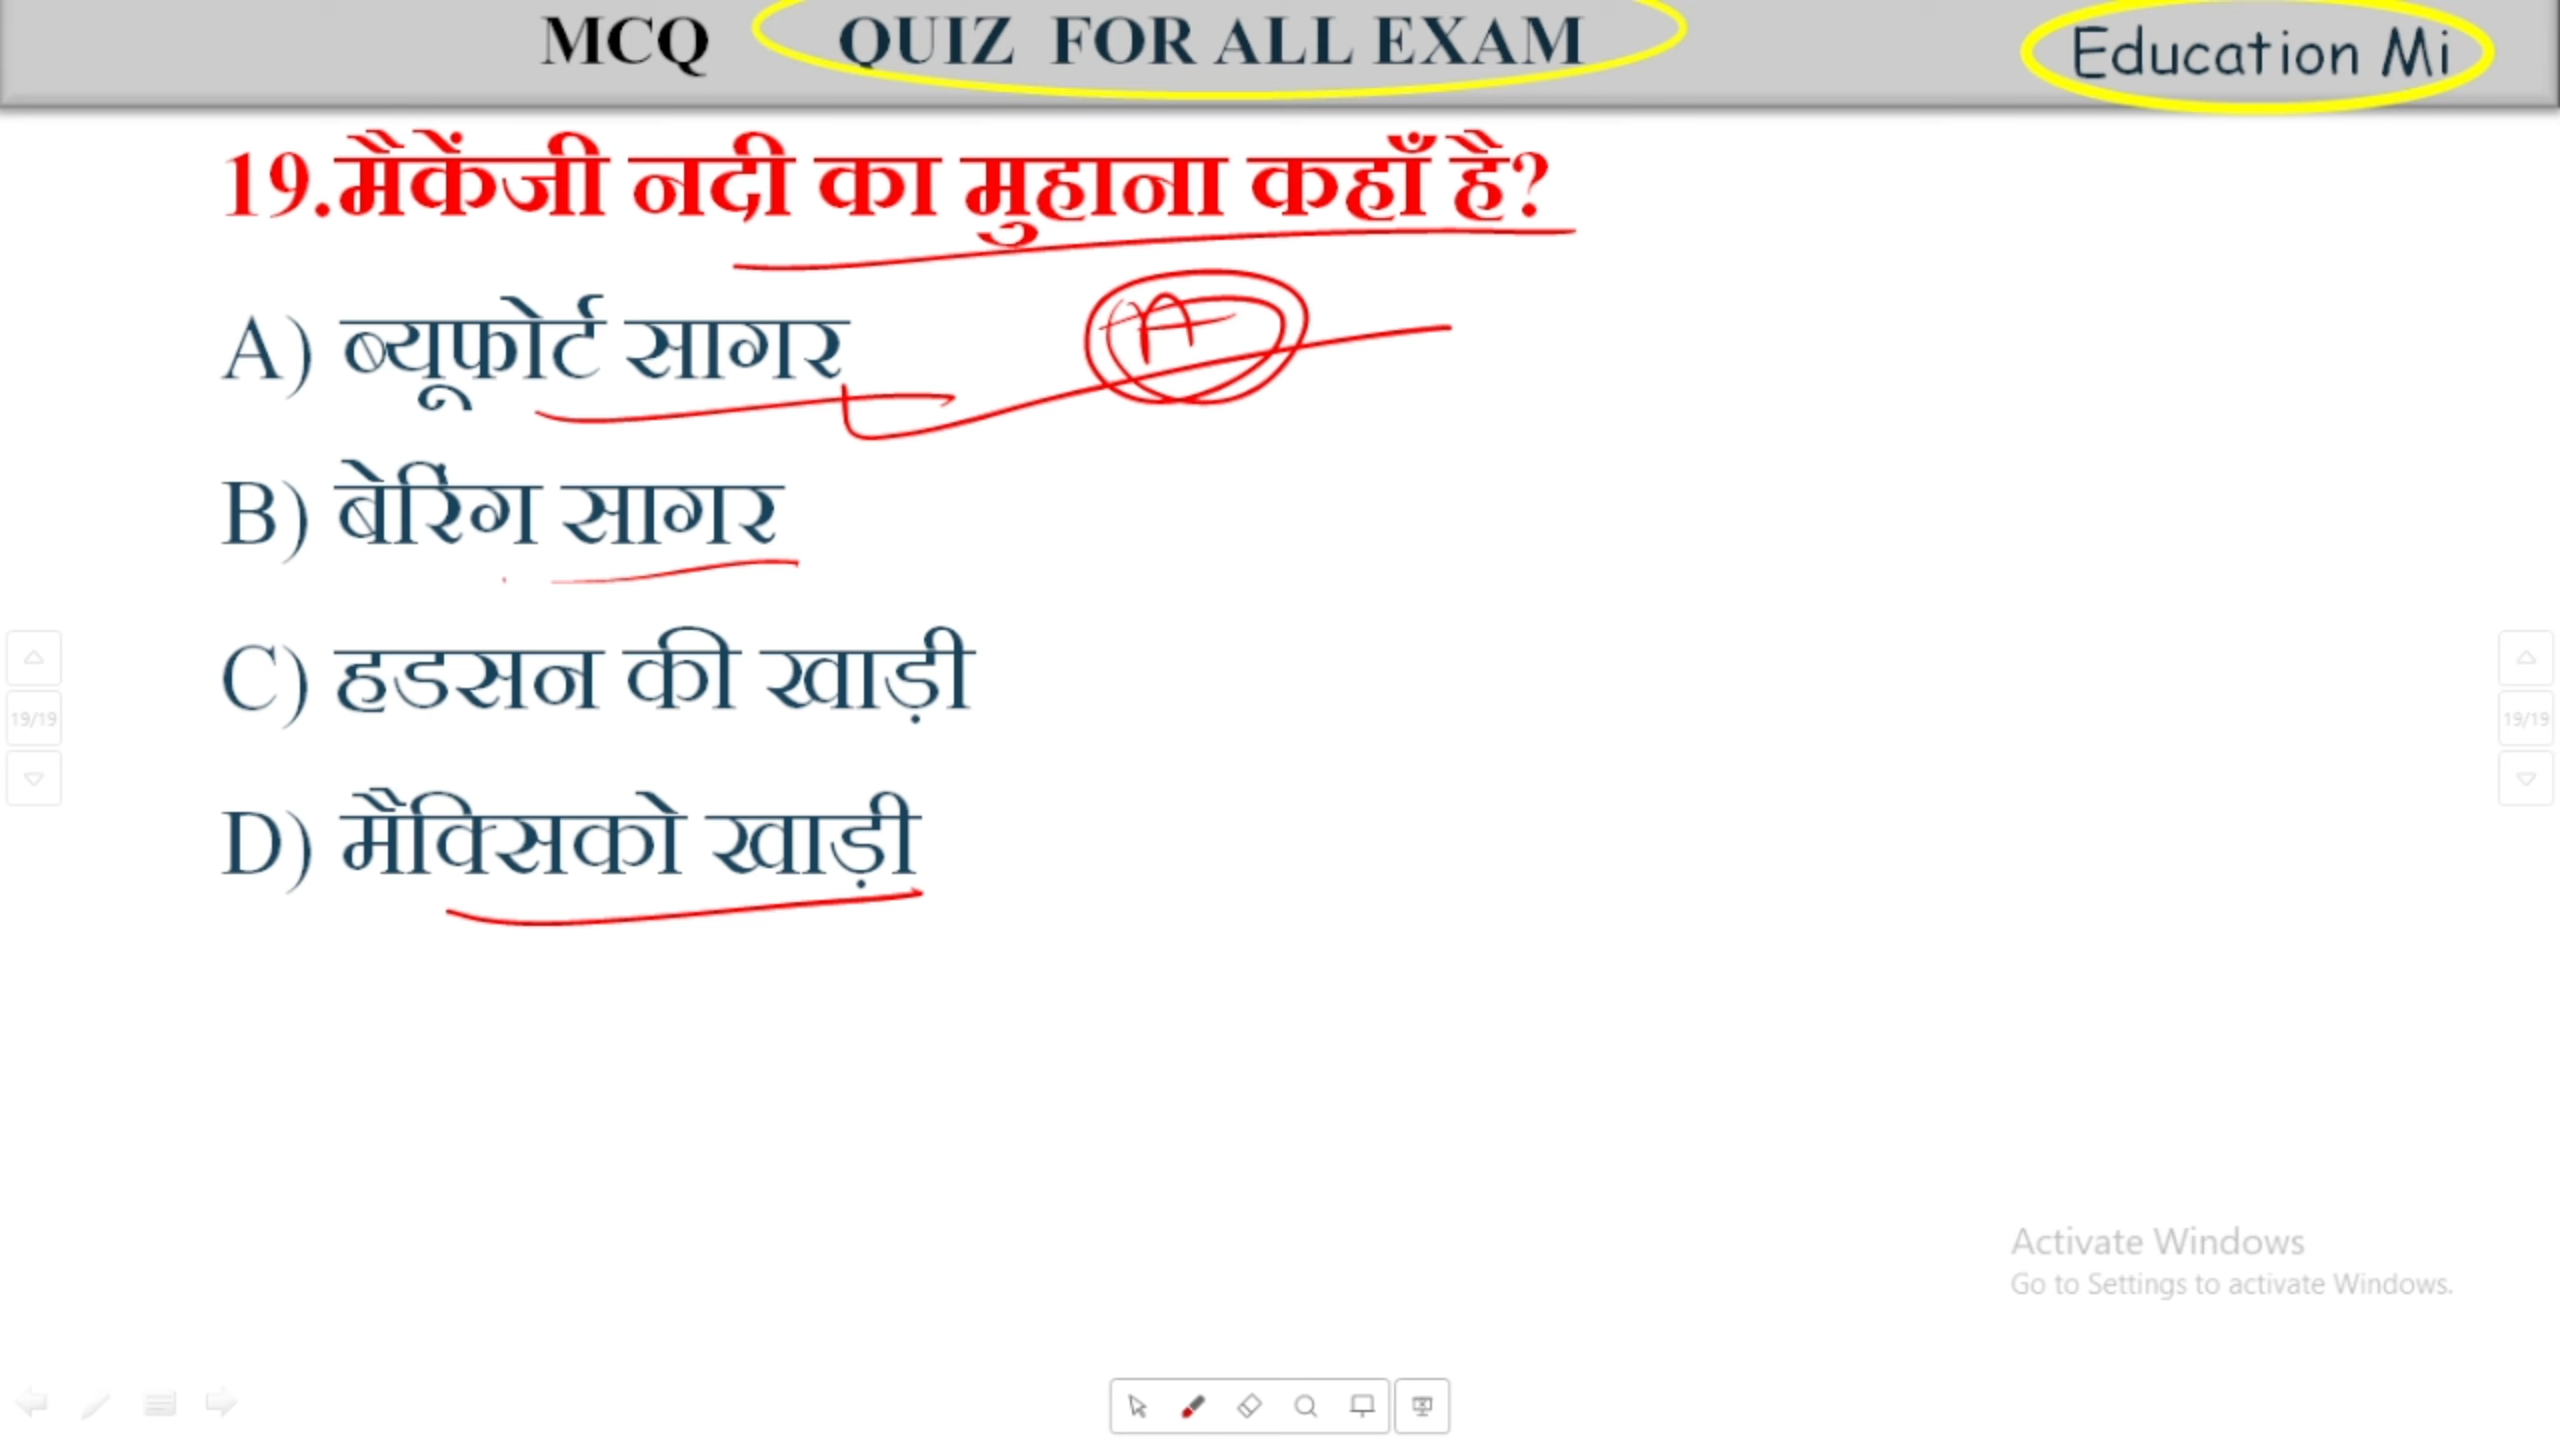 MCQ QUIZ FOR ALL EXAM
Education Mi
19.मैकेंजी नदी का मुहाना कहाँ है?
A) ब्यूफोर्ट सागर
B) बेरिंग सागर
C) हडसन की खाड़ी
D) मैक्सिको खाड़ी
19/19
19/19
Activate Windows
Go to Settings to activate Windows.